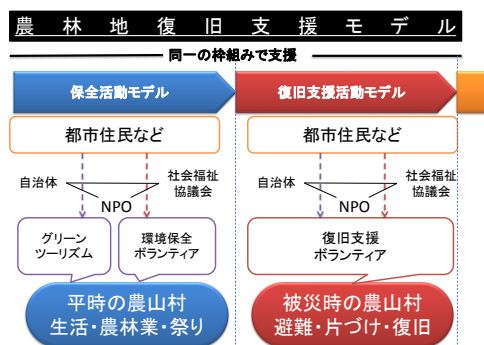 農林地復旧支援モデル
同一の枠組みで支援
保全活動モデル
復旧支援活動モデル
都市住民など
都市住民など
自治体
社会福祉
協議会
NPO
自治体
社会福祉
協議会
NPO
グリーン
ツーリズム
環境保全
ボランティア
復旧支援
ボランティア
平時の農山村
生活・農林業・祭り
被災時の農山村
避難・片づけ・復旧